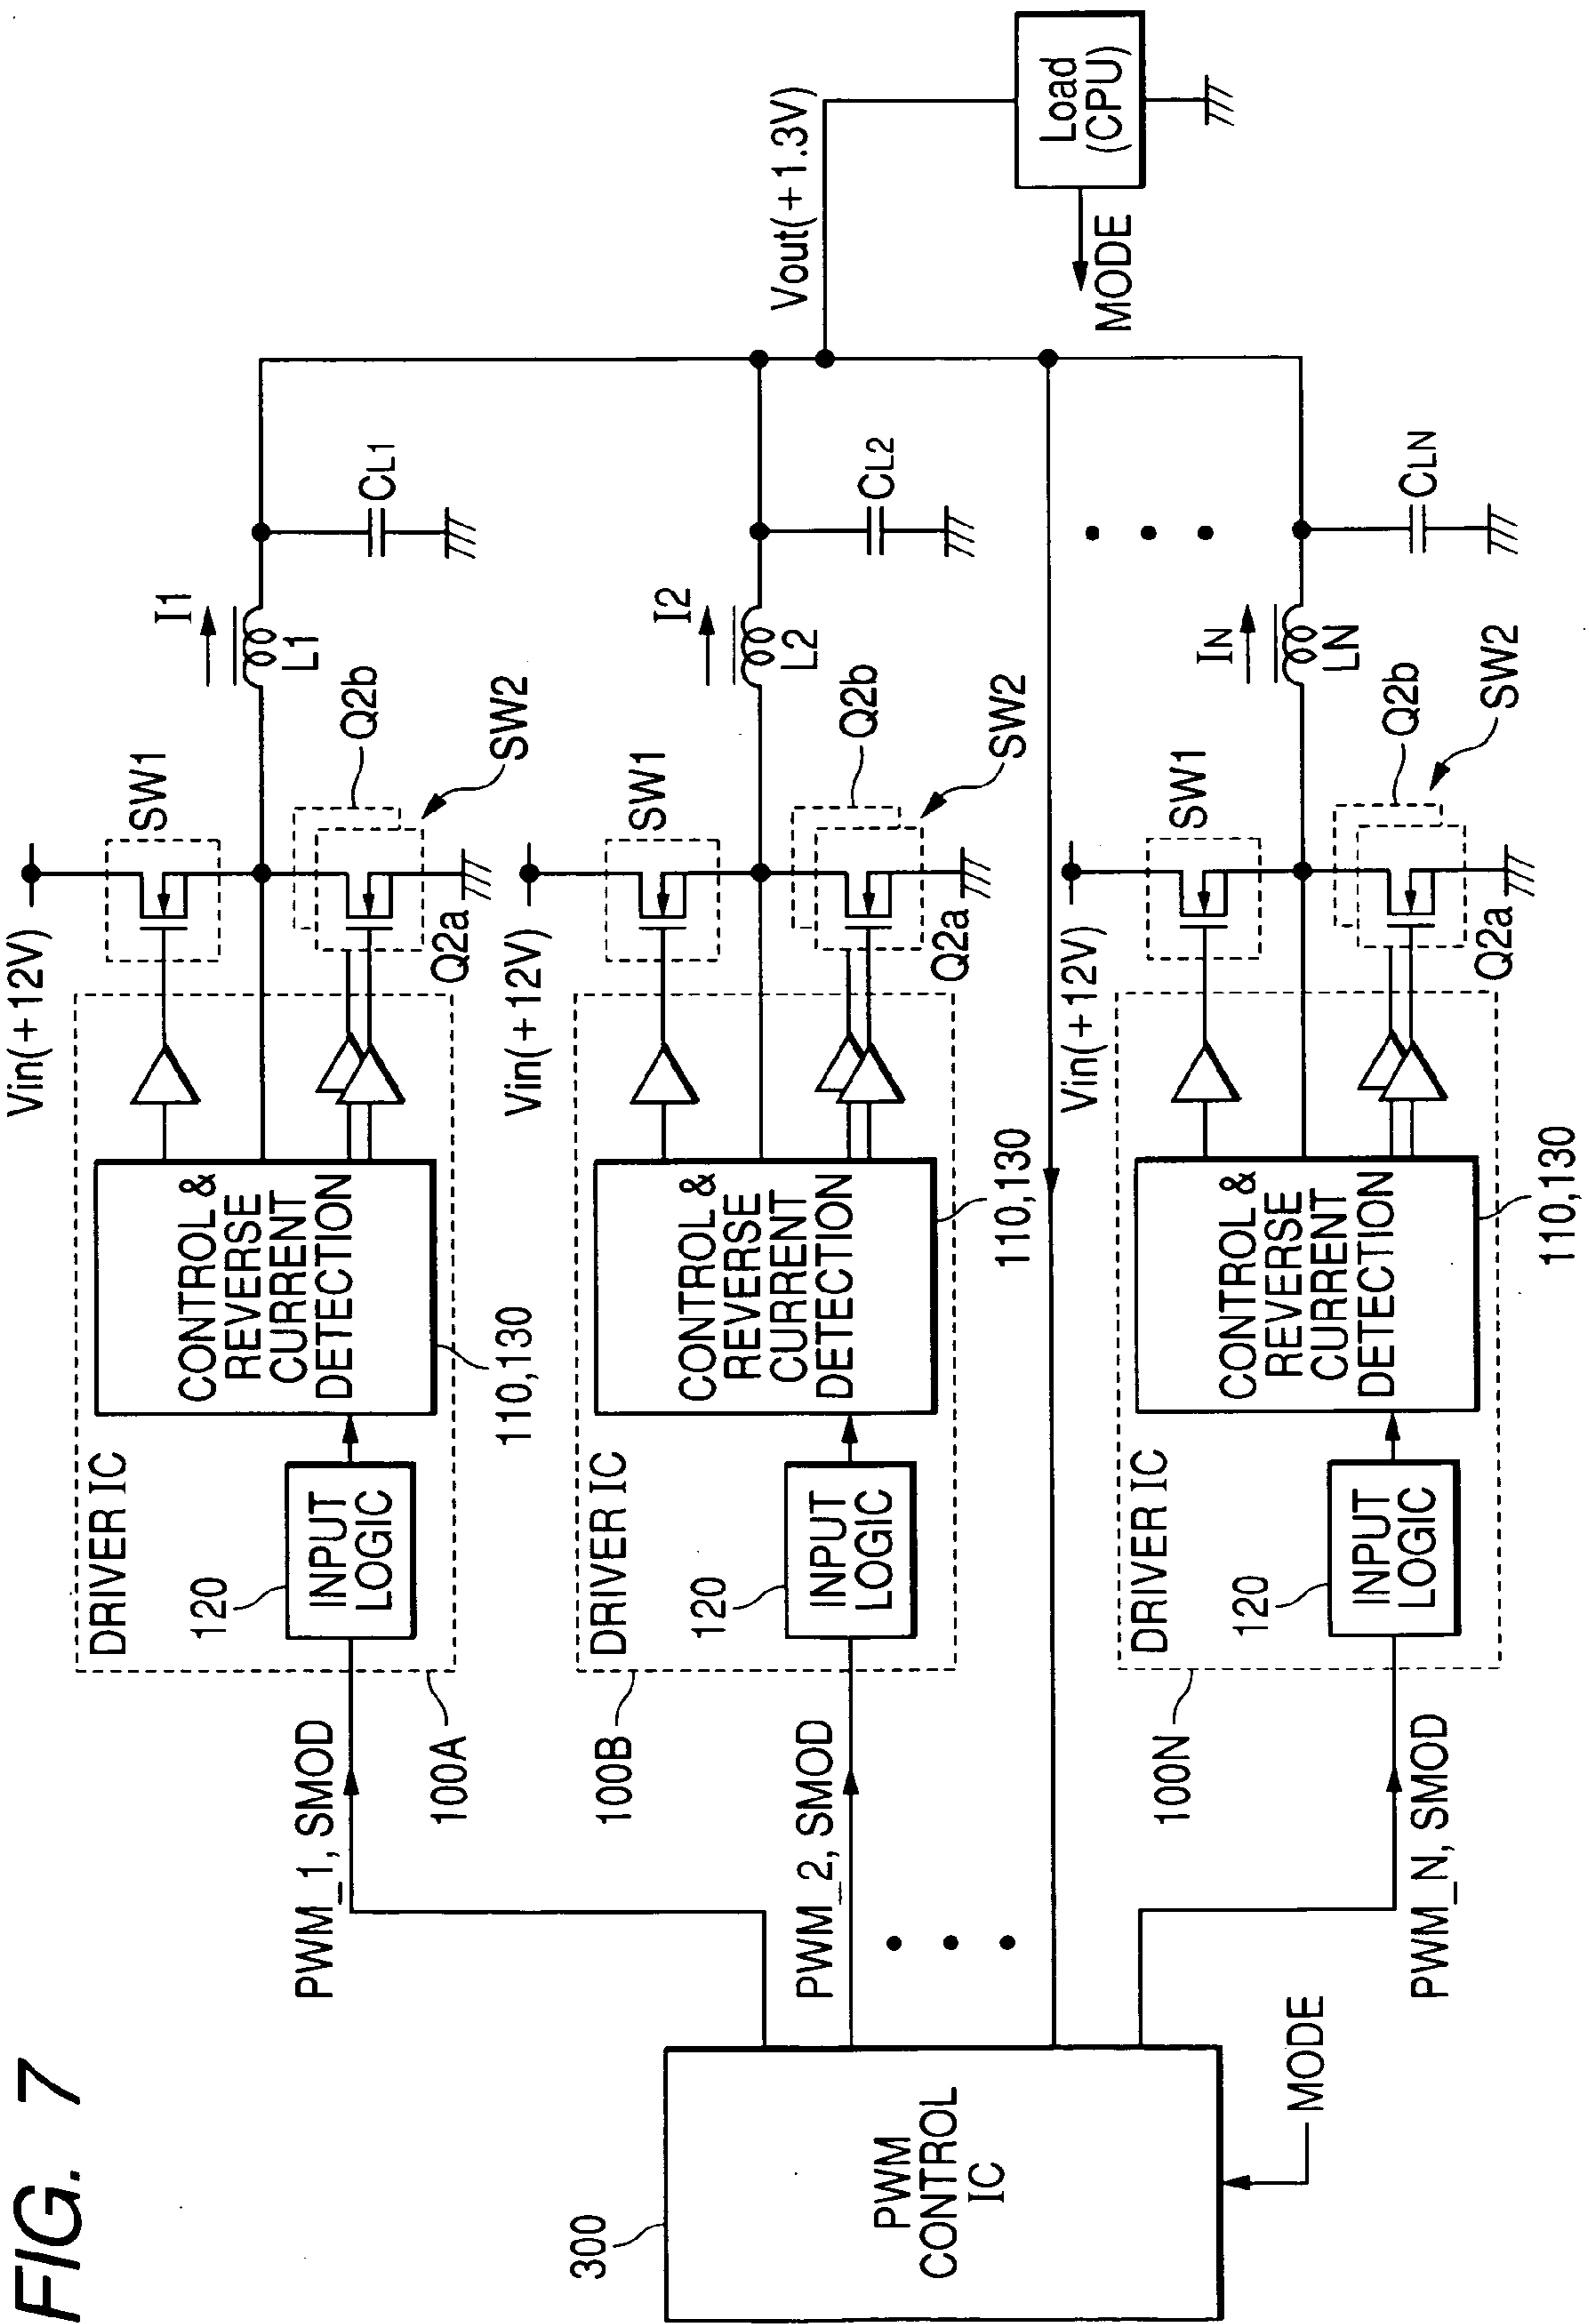 FIG. 7
Vin(+12V)
SW1
I1
L1
CL1
Q2b
SW2
Q2a
DRIVER IC
CONTROL &
REVERSE
CURRENT
DETECTION
110,130
120
INPUT
LOGIC
100A
PWM_1, SMOD
Vin(+12V)
SW1
I2
L2
CL2
Q2b
SW2
Q2a
DRIVER IC
CONTROL &
REVERSE
CURRENT
DETECTION
110,130
120
INPUT
LOGIC
100B
PWM_2, SMOD
Vin(+12V)
SW1
IN
LN
CLN
Q2b
SW2
Q2a
DRIVER IC
CONTROL &
REVERSE
CURRENT
DETECTION
110,130
120
INPUT
LOGIC
100N
PWM_N, SMOD
300
PWM
CONTROL
IC
MODE
Vout(+1.3V)
Load
(CPU)
MODE